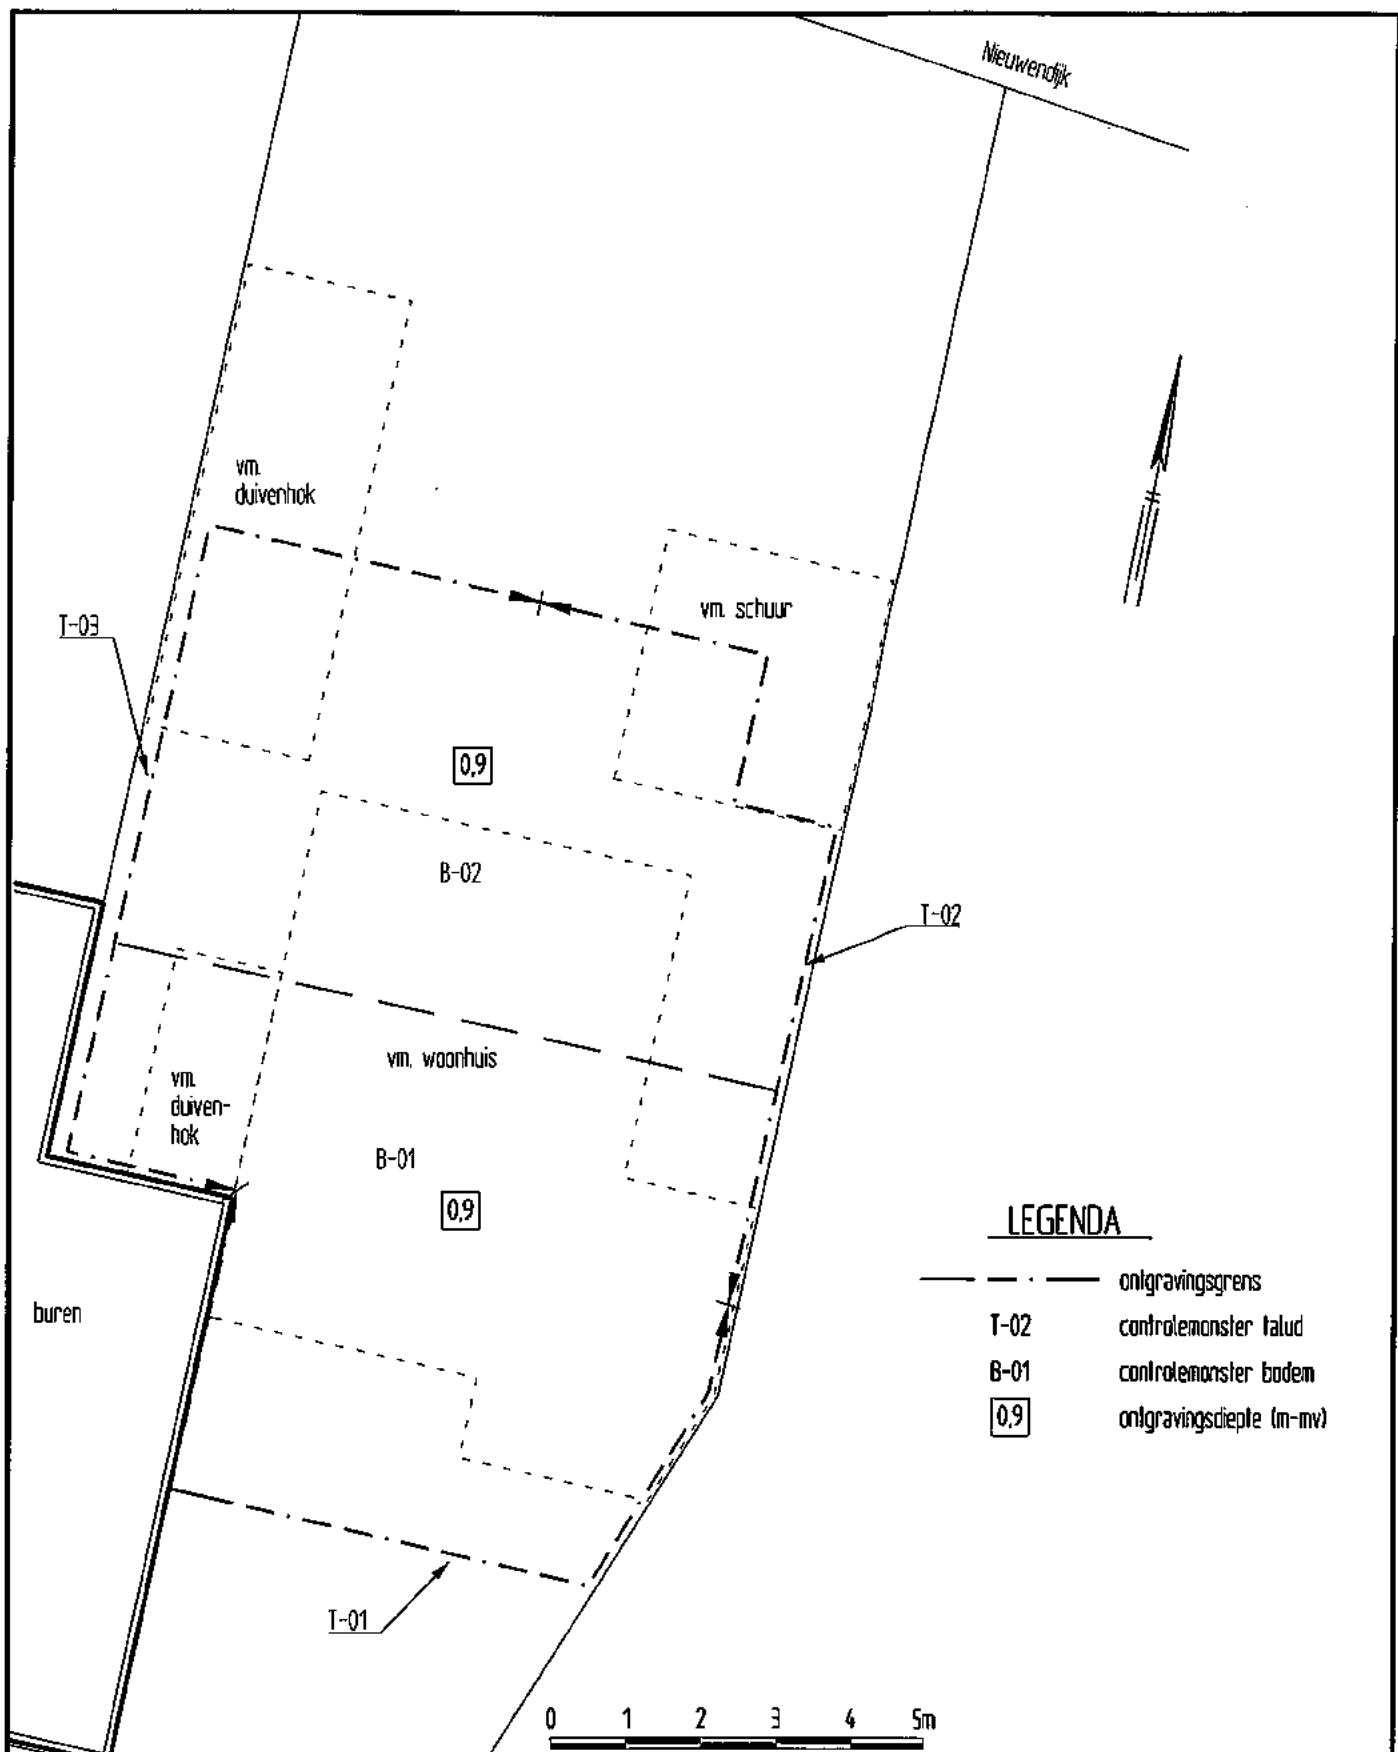 Nieuwendijk
vm.
duivenhok
vm. schuur
T-03
0,9
B-02
T-02
vm. woonhuis
vm.
duiven-
hok
B-01
0,9
buren
LEGENDA
ontgravingsgrens
T-02 controlemonster talud
B-01 controlemonster bodem
0,9 ontgravingsdiepte (m-mv)
T-01
0 1 2 3 4 5m